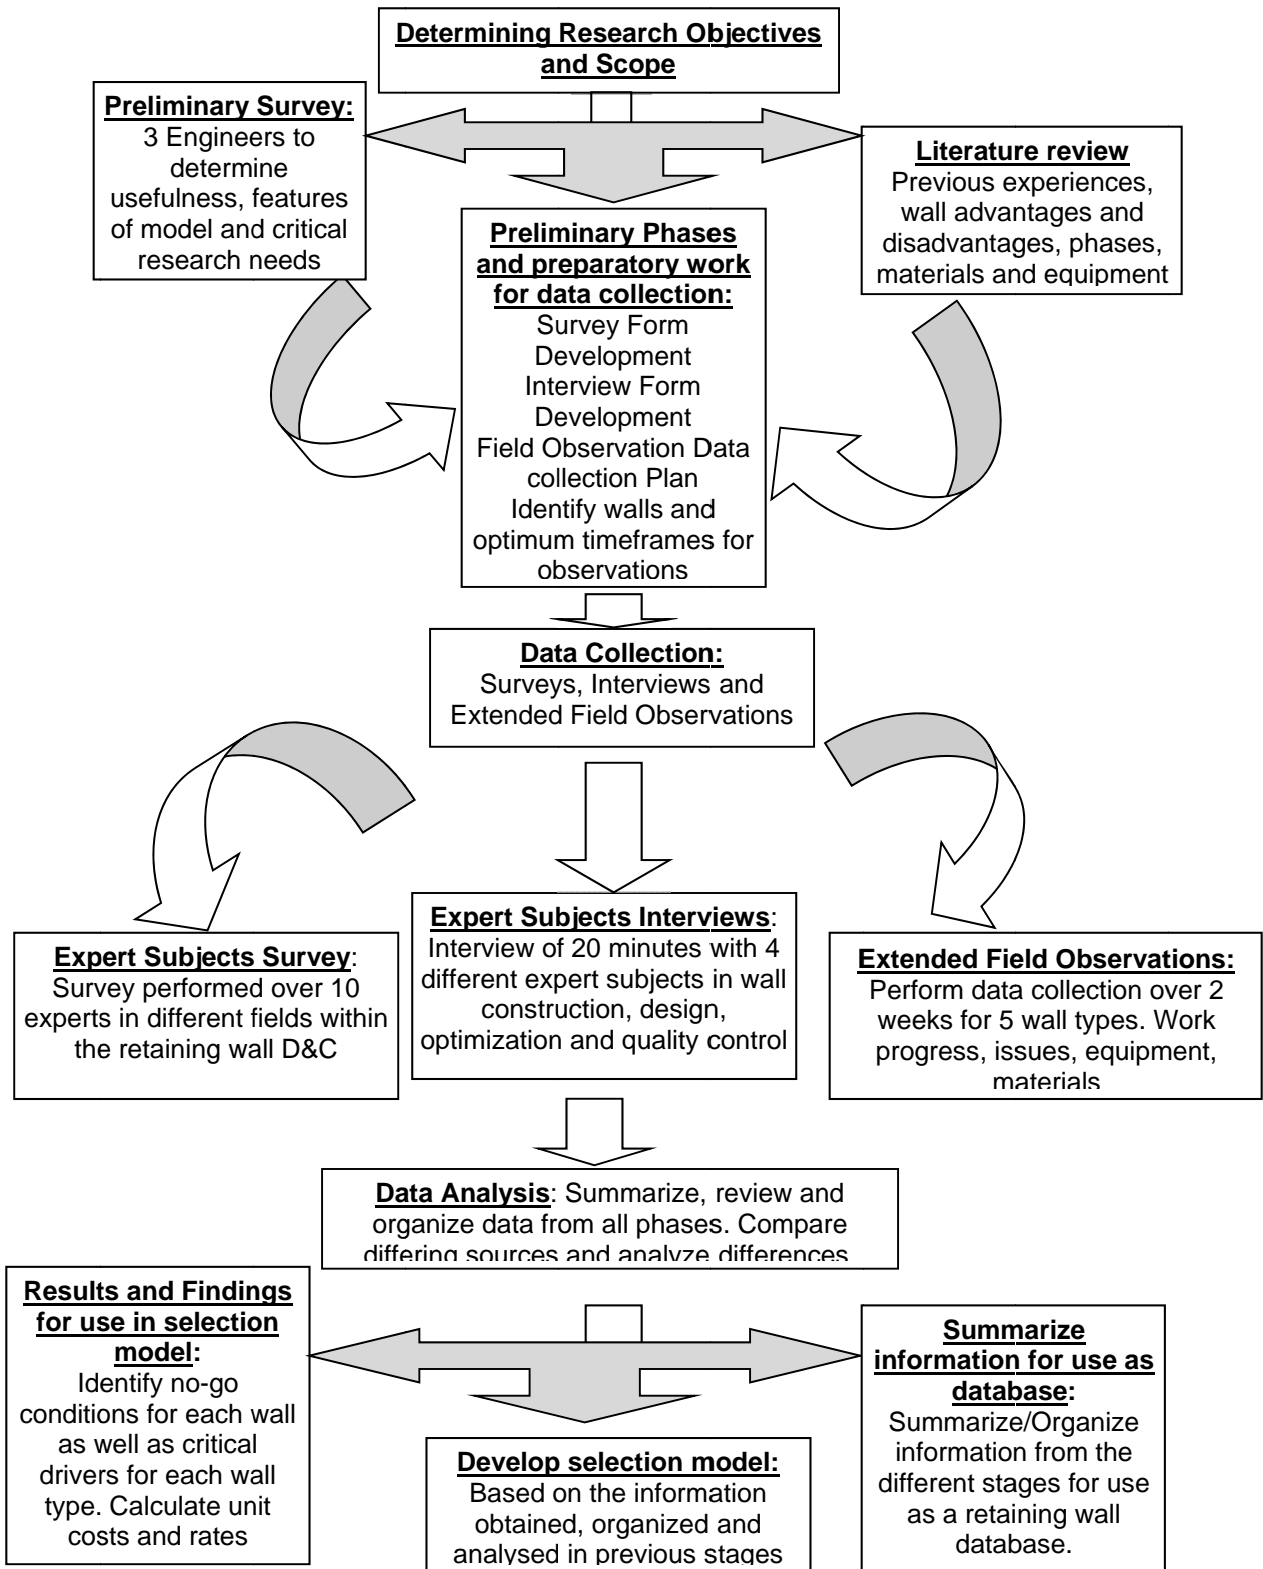 Determining Research Objectives
and Scope
Preliminary Survey:
3 Engineers to
determine
usefulness, features
of model and critical
research needs
Literature review
Previous experiences,
wall advantages and
disadvantages, phases,
materials and equipment
Preliminary Phases
and preparatory work
for data collection:
Survey Form
Development
Interview Form
Development
Field Observation Data
collection Plan
Identify walls and
optimum timeframes for
observations
Data Collection:
Surveys, Interviews and
Extended Field Observations
Expert Subjects Survey:
Survey performed over 10
experts in different fields within
the retaining wall D&C
Expert Subjects Interviews:
Interview of 20 minutes with 4
different expert subjects in wall
construction, design,
optimization and quality control
Extended Field Observations:
Perform data collection over 2
weeks for 5 wall types. Work
progress, issues, equipment,
materials
Data Analysis: Summarize, review and
organize data from all phases. Compare
differing sources and analyze differences
Results and Findings
for use in selection
model:
Identify no-go
conditions for each wall
as well as critical
drivers for each wall
type. Calculate unit
costs and rates
Develop selection model:
Based on the information
obtained, organized and
analysed in previous stages
Summarize
information for use as
database:
Summarize/Organize
information from the
different stages for use
as a retaining wall
database.